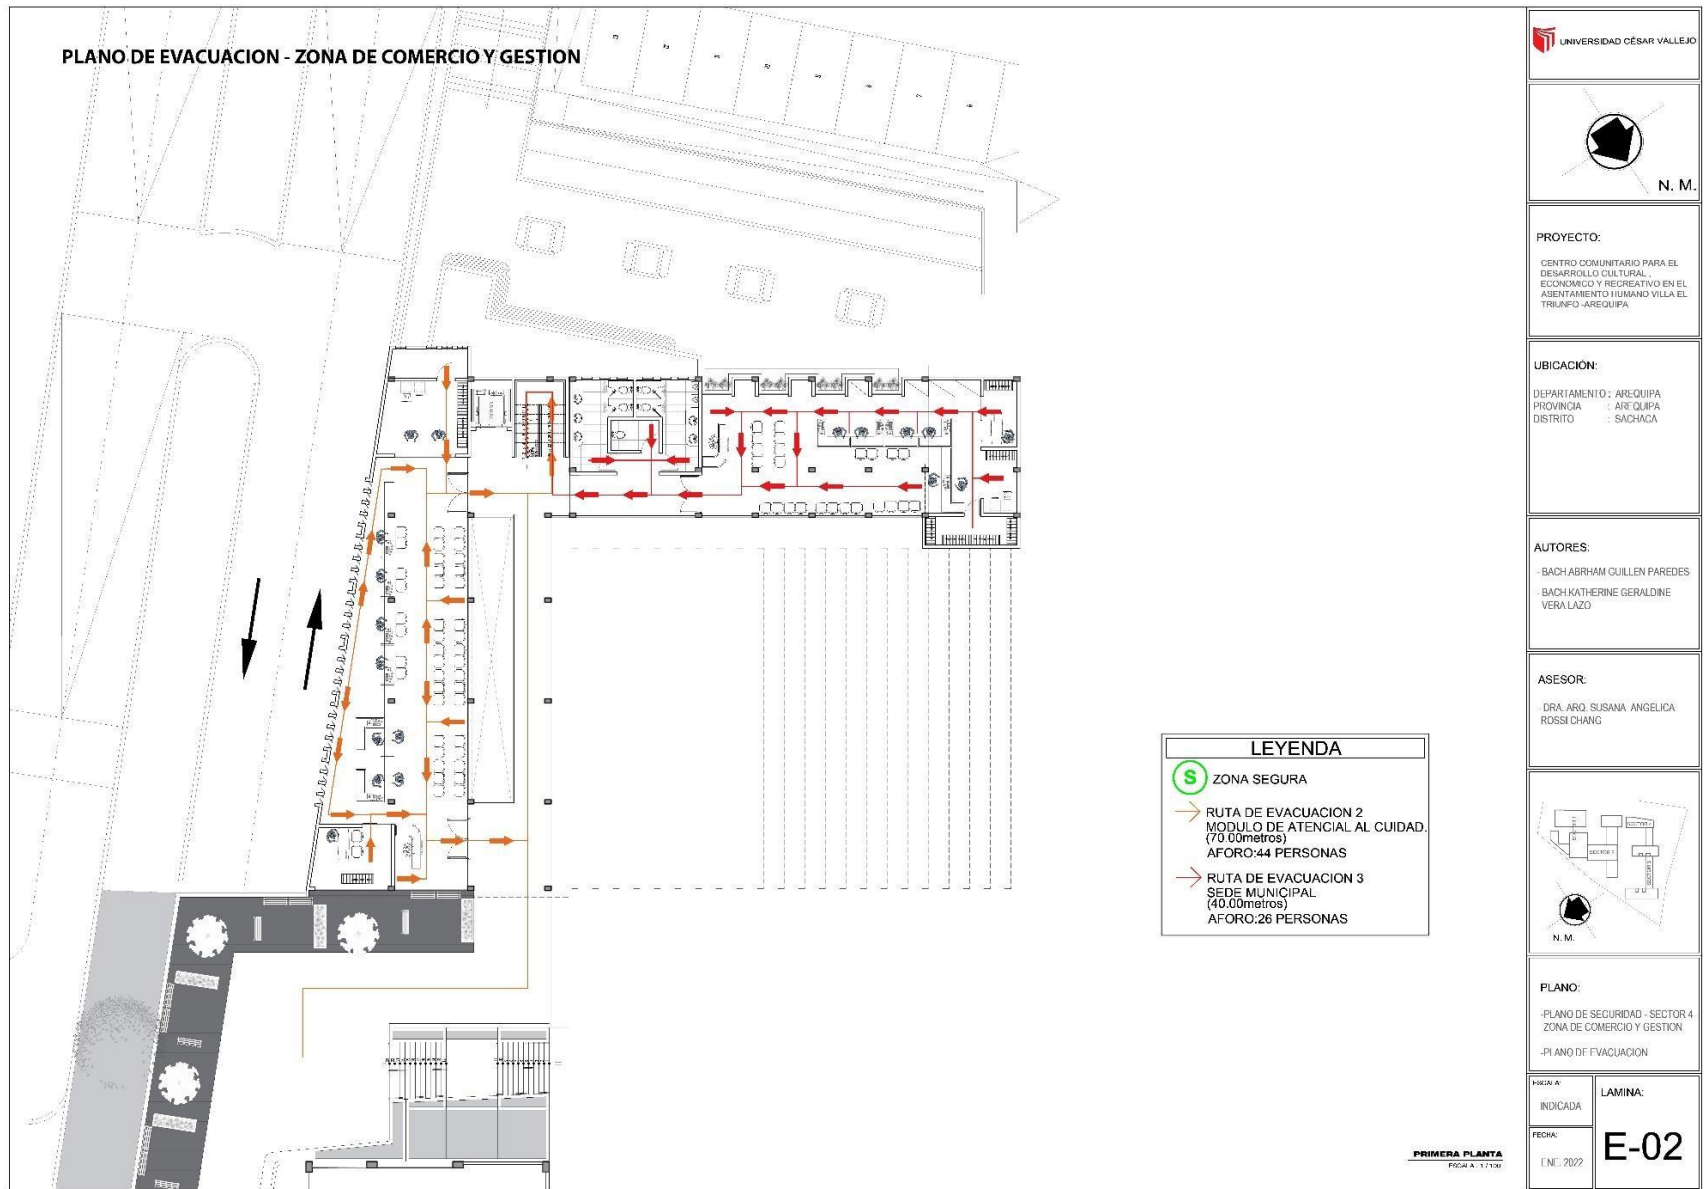 PLANO DE EVACUACION - ZONA DE COMERCIO Y GESTION
UNIVERSIDAD CÉSAR VALLEJO
N. M.
PROYECTO:
CENTRO COMUNITARIO PARA EL
DESARROLLO CULTURAL ,
ECONOMICO Y RECREATIVO EN EL
ASENTAMIENTO HUMANO VILLA EL
TRIUNFO -AREQUIPA
UBICACIÓN:
DEPARTAMENTO : AREQUIPA
PROVINCIA : AREQUIPA
DISTRITO : SACHACA
AUTORES:
- BACH.ABRHAM GUILLEN PAREDES
- BACH.KATHERINE GERALDINE
VERA LAZO
ASESOR:
- DRA. ARQ. SUSANA ANGELICA
ROSSI CHANG
LEYENDA
S ZONA SEGURA
RUTA DE EVACUACION 2
MODULO DE ATENCIAL AL CUIDAD.
(70.00metros)
AFORO:44 PERSONAS
RUTA DE EVACUACION 3
SEDE MUNICIPAL
(40.00metros)
AFORO:26 PERSONAS
N. M.
PLANO:
-PLANO DE SEGURIDAD - SECTOR 4
ZONA DE COMERCIO Y GESTION
-PLANO DE EVACUACION
ESCALA:
INDICADA
LAMINA:
E-02
FECHA:
ENE. 2022
PRIMERA PLANTA
ESCALA : 1 / 100